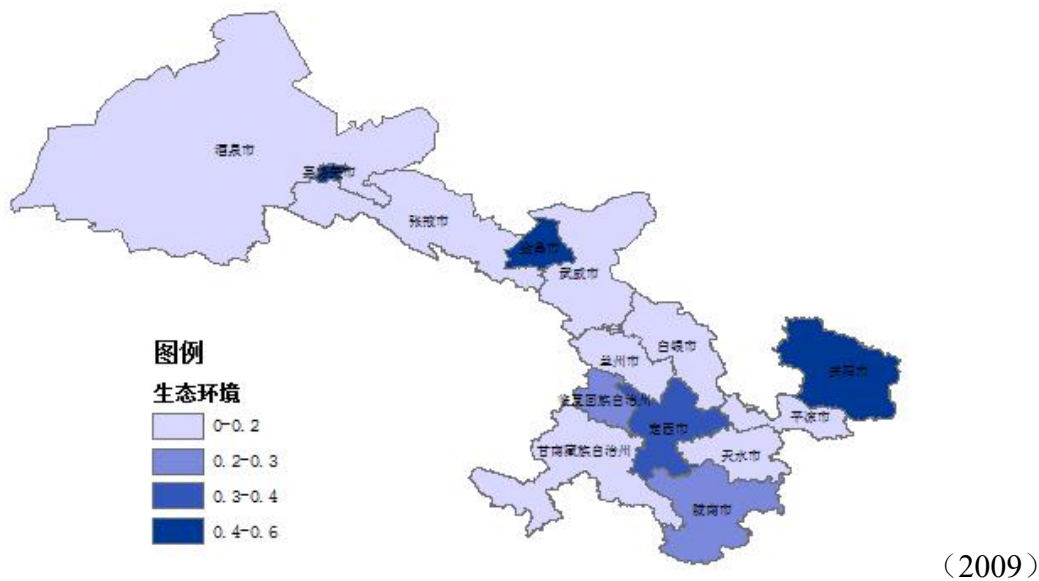 酒泉市
张掖市
金昌市
武威市
白银市
兰州市
庆阳市
临夏回族自治州
定西市
平凉市
甘南藏族自治州
天水市
陇南市
图例
生态环境
0-0.2
0.2-0.3
0.3-0.4
0.4-0.6
（2009）